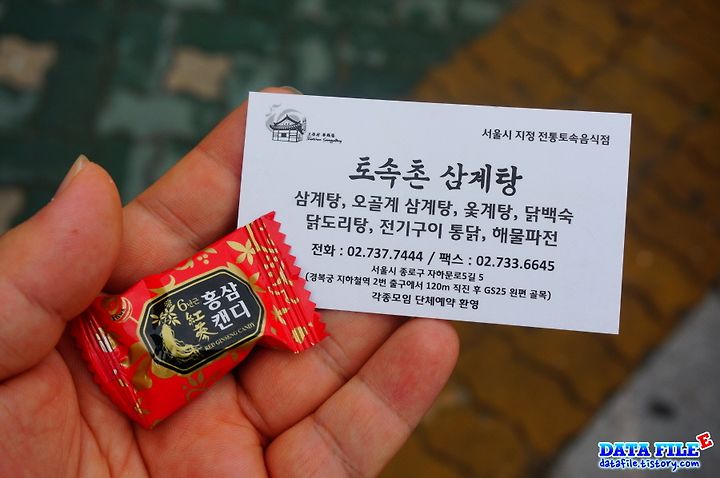 서울시 지정 전통토속음식점
토속촌 삼계탕
삼계탕, 오골계 삼계탕, 옻계탕, 닭백숙
닭도리탕, 전기구이 통닭, 해물파전
전화 : 02.737.7444 / 팩스 : 02.733.6645
서울시 종로구 자하문로5길 5
(경복궁 지하철역 2번 출구에서 120m 직진 후 GS25 왼편 골목)
각종모임 단체예약 환영
6년근
홍삼
紅蔘
캔디
RED GINSENG CANDY
DATA FILE
datafile.tistory.com